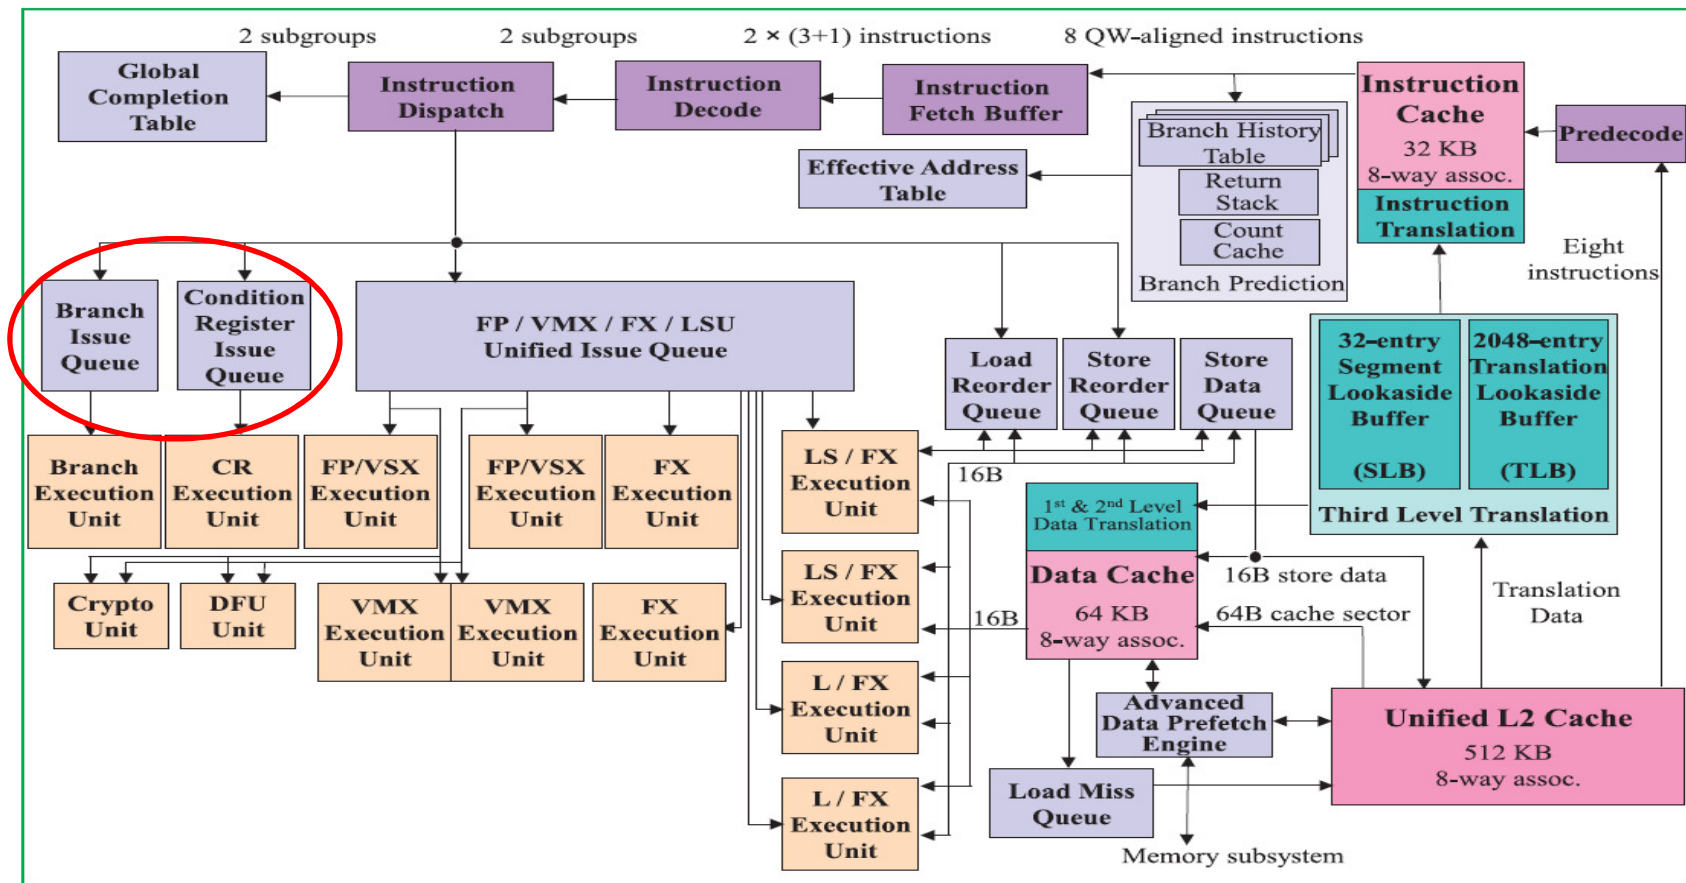 2 subgroups
2 subgroups
2 × (3+1) instructions
8 QW-aligned instructions
Global
Completion
Table
Instruction
Dispatch
Instruction
Decode
Instruction
Fetch Buffer
Instruction
Cache
32 KB
8-way assoc.
Instruction
Translation
Predecode
Branch History
Table
Return
Stack
Count
Cache
Branch Prediction
Effective Address
Table
Eight
instructions
Branch
Issue
Queue
Condition
Register
Issue
Queue
FP / VMX / FX / LSU
Unified Issue Queue
Load
Reorder
Queue
Store
Reorder
Queue
Store
Data
Queue
32-entry
Segment
Lookaside
Buffer
(SLB)
2048-entry
Translation
Lookaside
Buffer
(TLB)
Third Level Translation
Branch
Execution
Unit
CR
Execution
Unit
FP/VSX
Execution
Unit
FP/VSX
Execution
Unit
FX
Execution
Unit
LS / FX
Execution
Unit
16B
1st & 2nd Level
Data Translation
Data Cache
64 KB
8-way assoc.
16B store data
64B cache sector
Translation
Data
Crypto
Unit
DFU
Unit
VMX
Execution
Unit
VMX
Execution
Unit
FX
Execution
Unit
LS / FX
Execution
Unit
16B
L / FX
Execution
Unit
Advanced
Data Prefetch
Engine
Unified L2 Cache
512 KB
8-way assoc.
L / FX
Execution
Unit
Load Miss
Queue
Memory subsystem